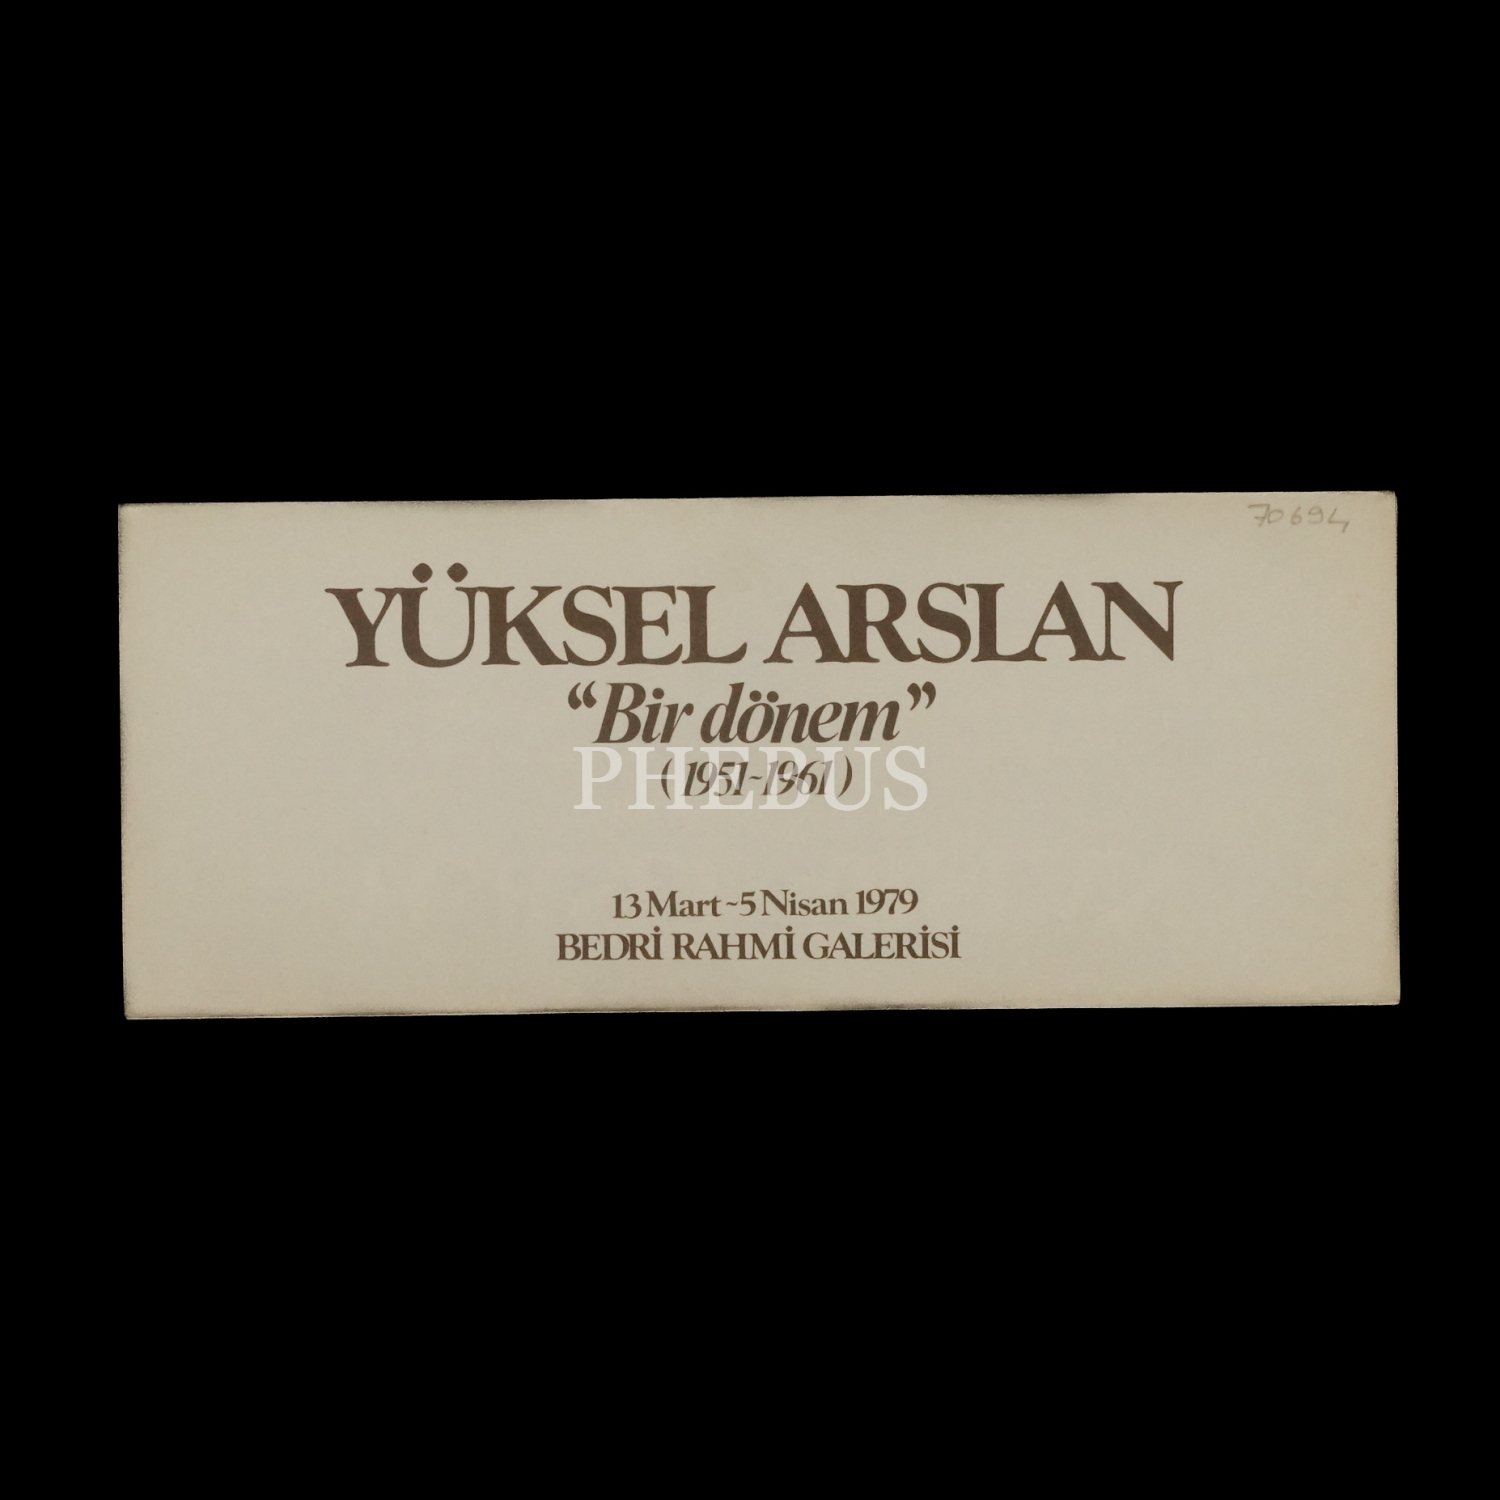 70694
YÜKSEL ARSLAN
“Bir dönem”
(1951~1961)
PHEBUS
13 Mart ~ 5 Nisan 1979
BEDRİ RAHMİ GALERİSİ